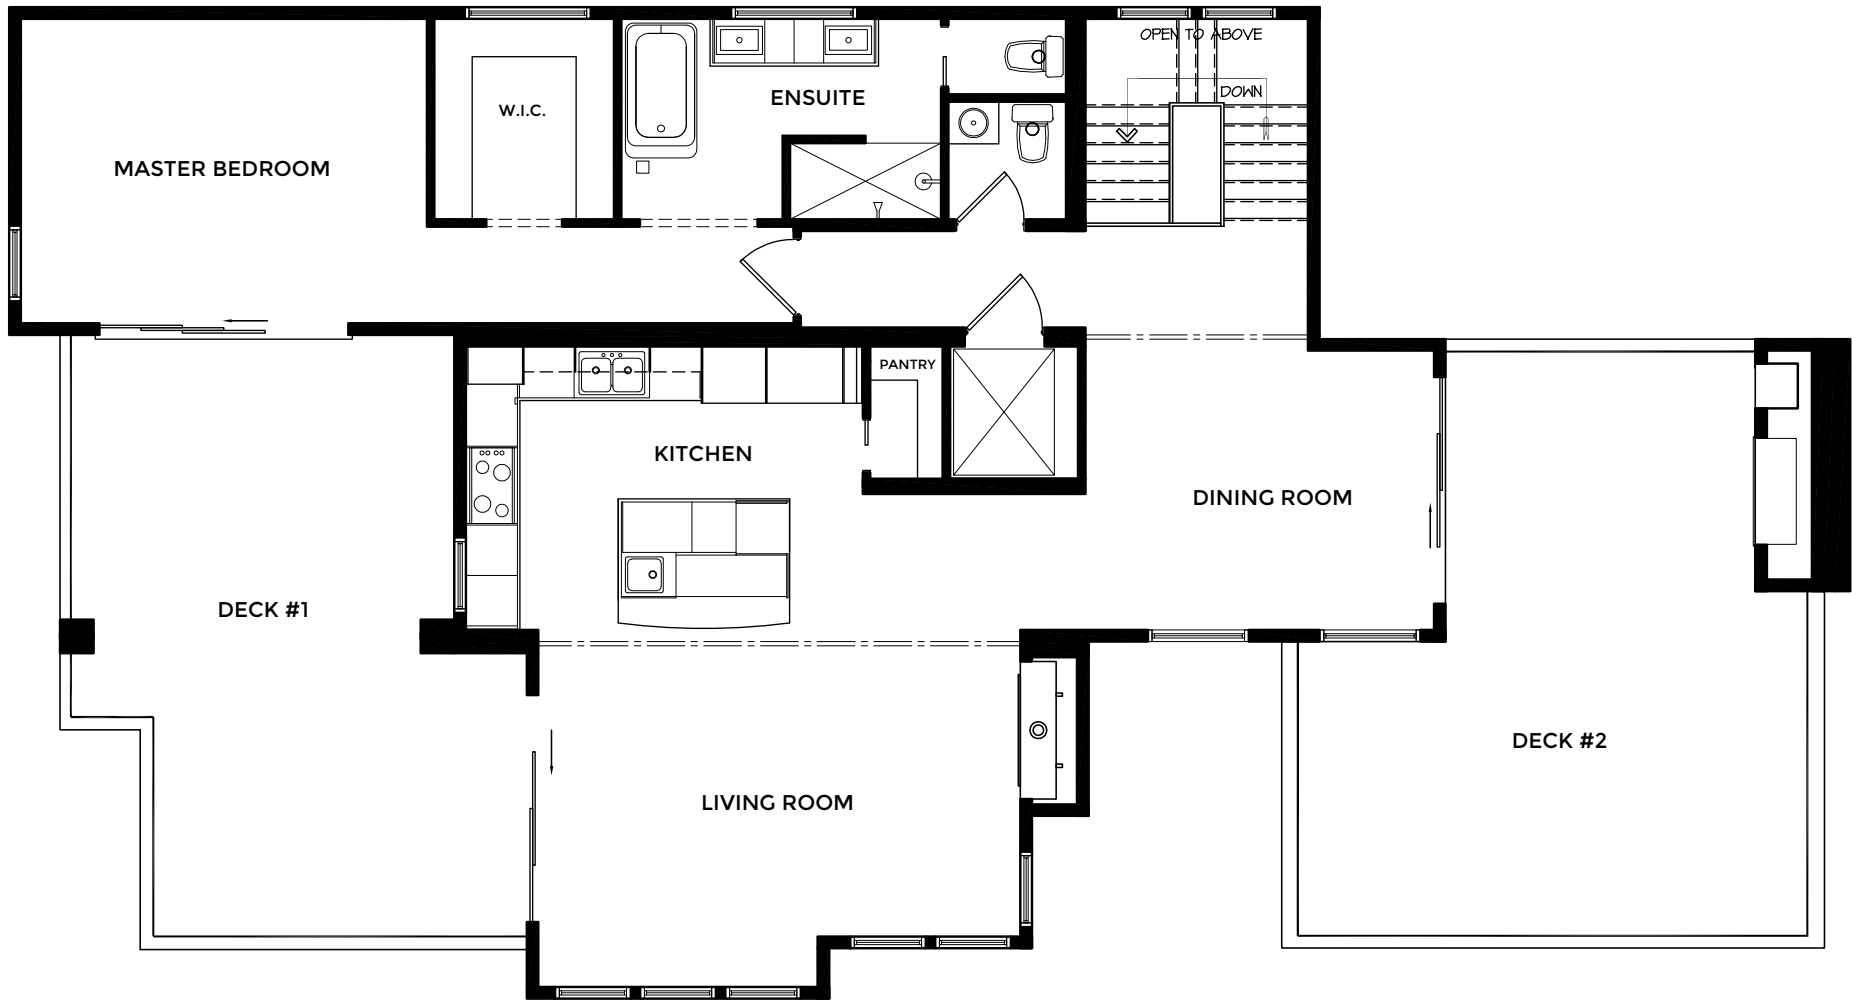 OPEN TO ABOVE
DOWN
ENSUITE
W.I.C.
MASTER BEDROOM
PANTRY
KITCHEN
DINING ROOM
DECK #1
DECK #2
LIVING ROOM